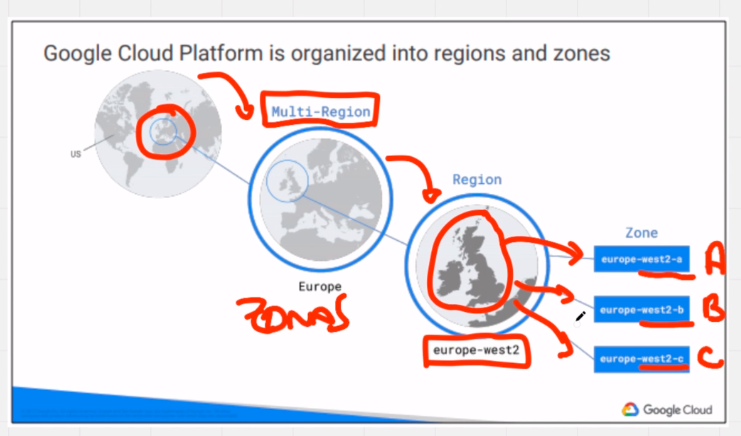 Google Cloud Platform is organized into regions and zones
Multi-Region
US
Region
Zone
europe-west2-a A
Europe
ZONAS
europe-west2-b B
europe-west2
europe-west2-c C
Google Cloud